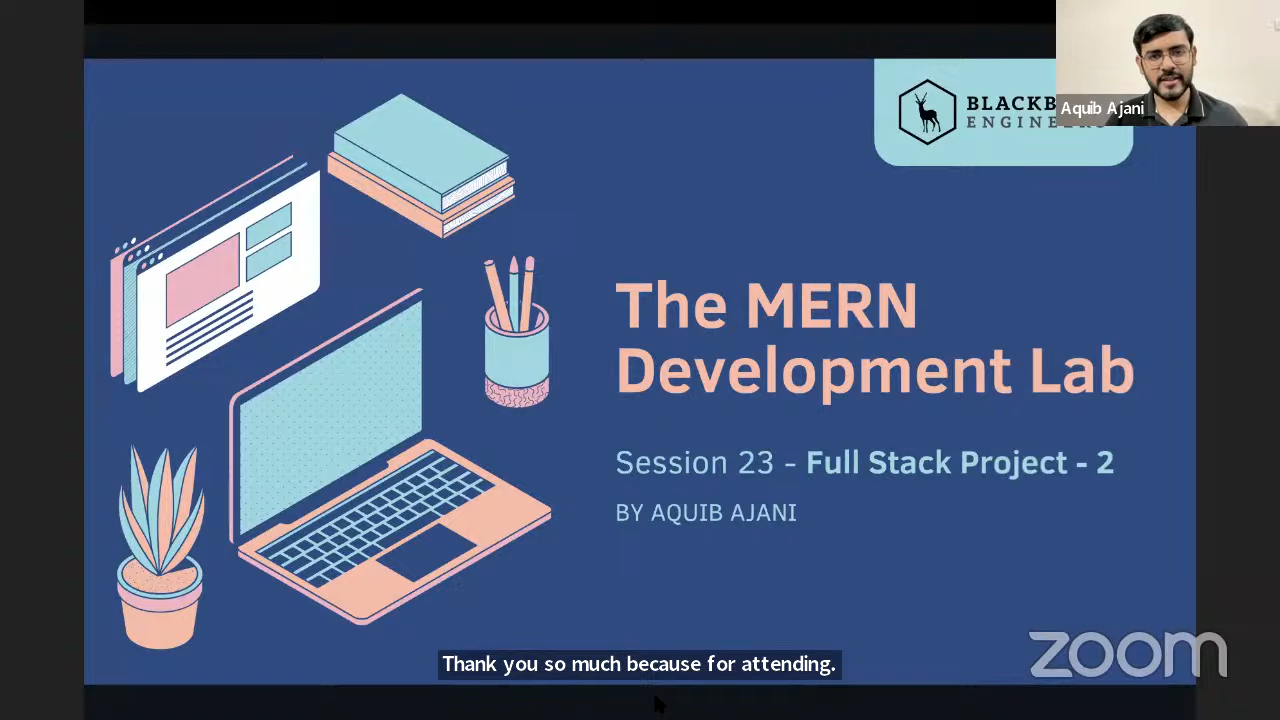 BLACKB
ENGINEERS
Aquib Ajani
The MERN
Development Lab
Session 23 - Full Stack Project - 2
BY AQUIB AJANI
Thank you so much because for attending.
zoom